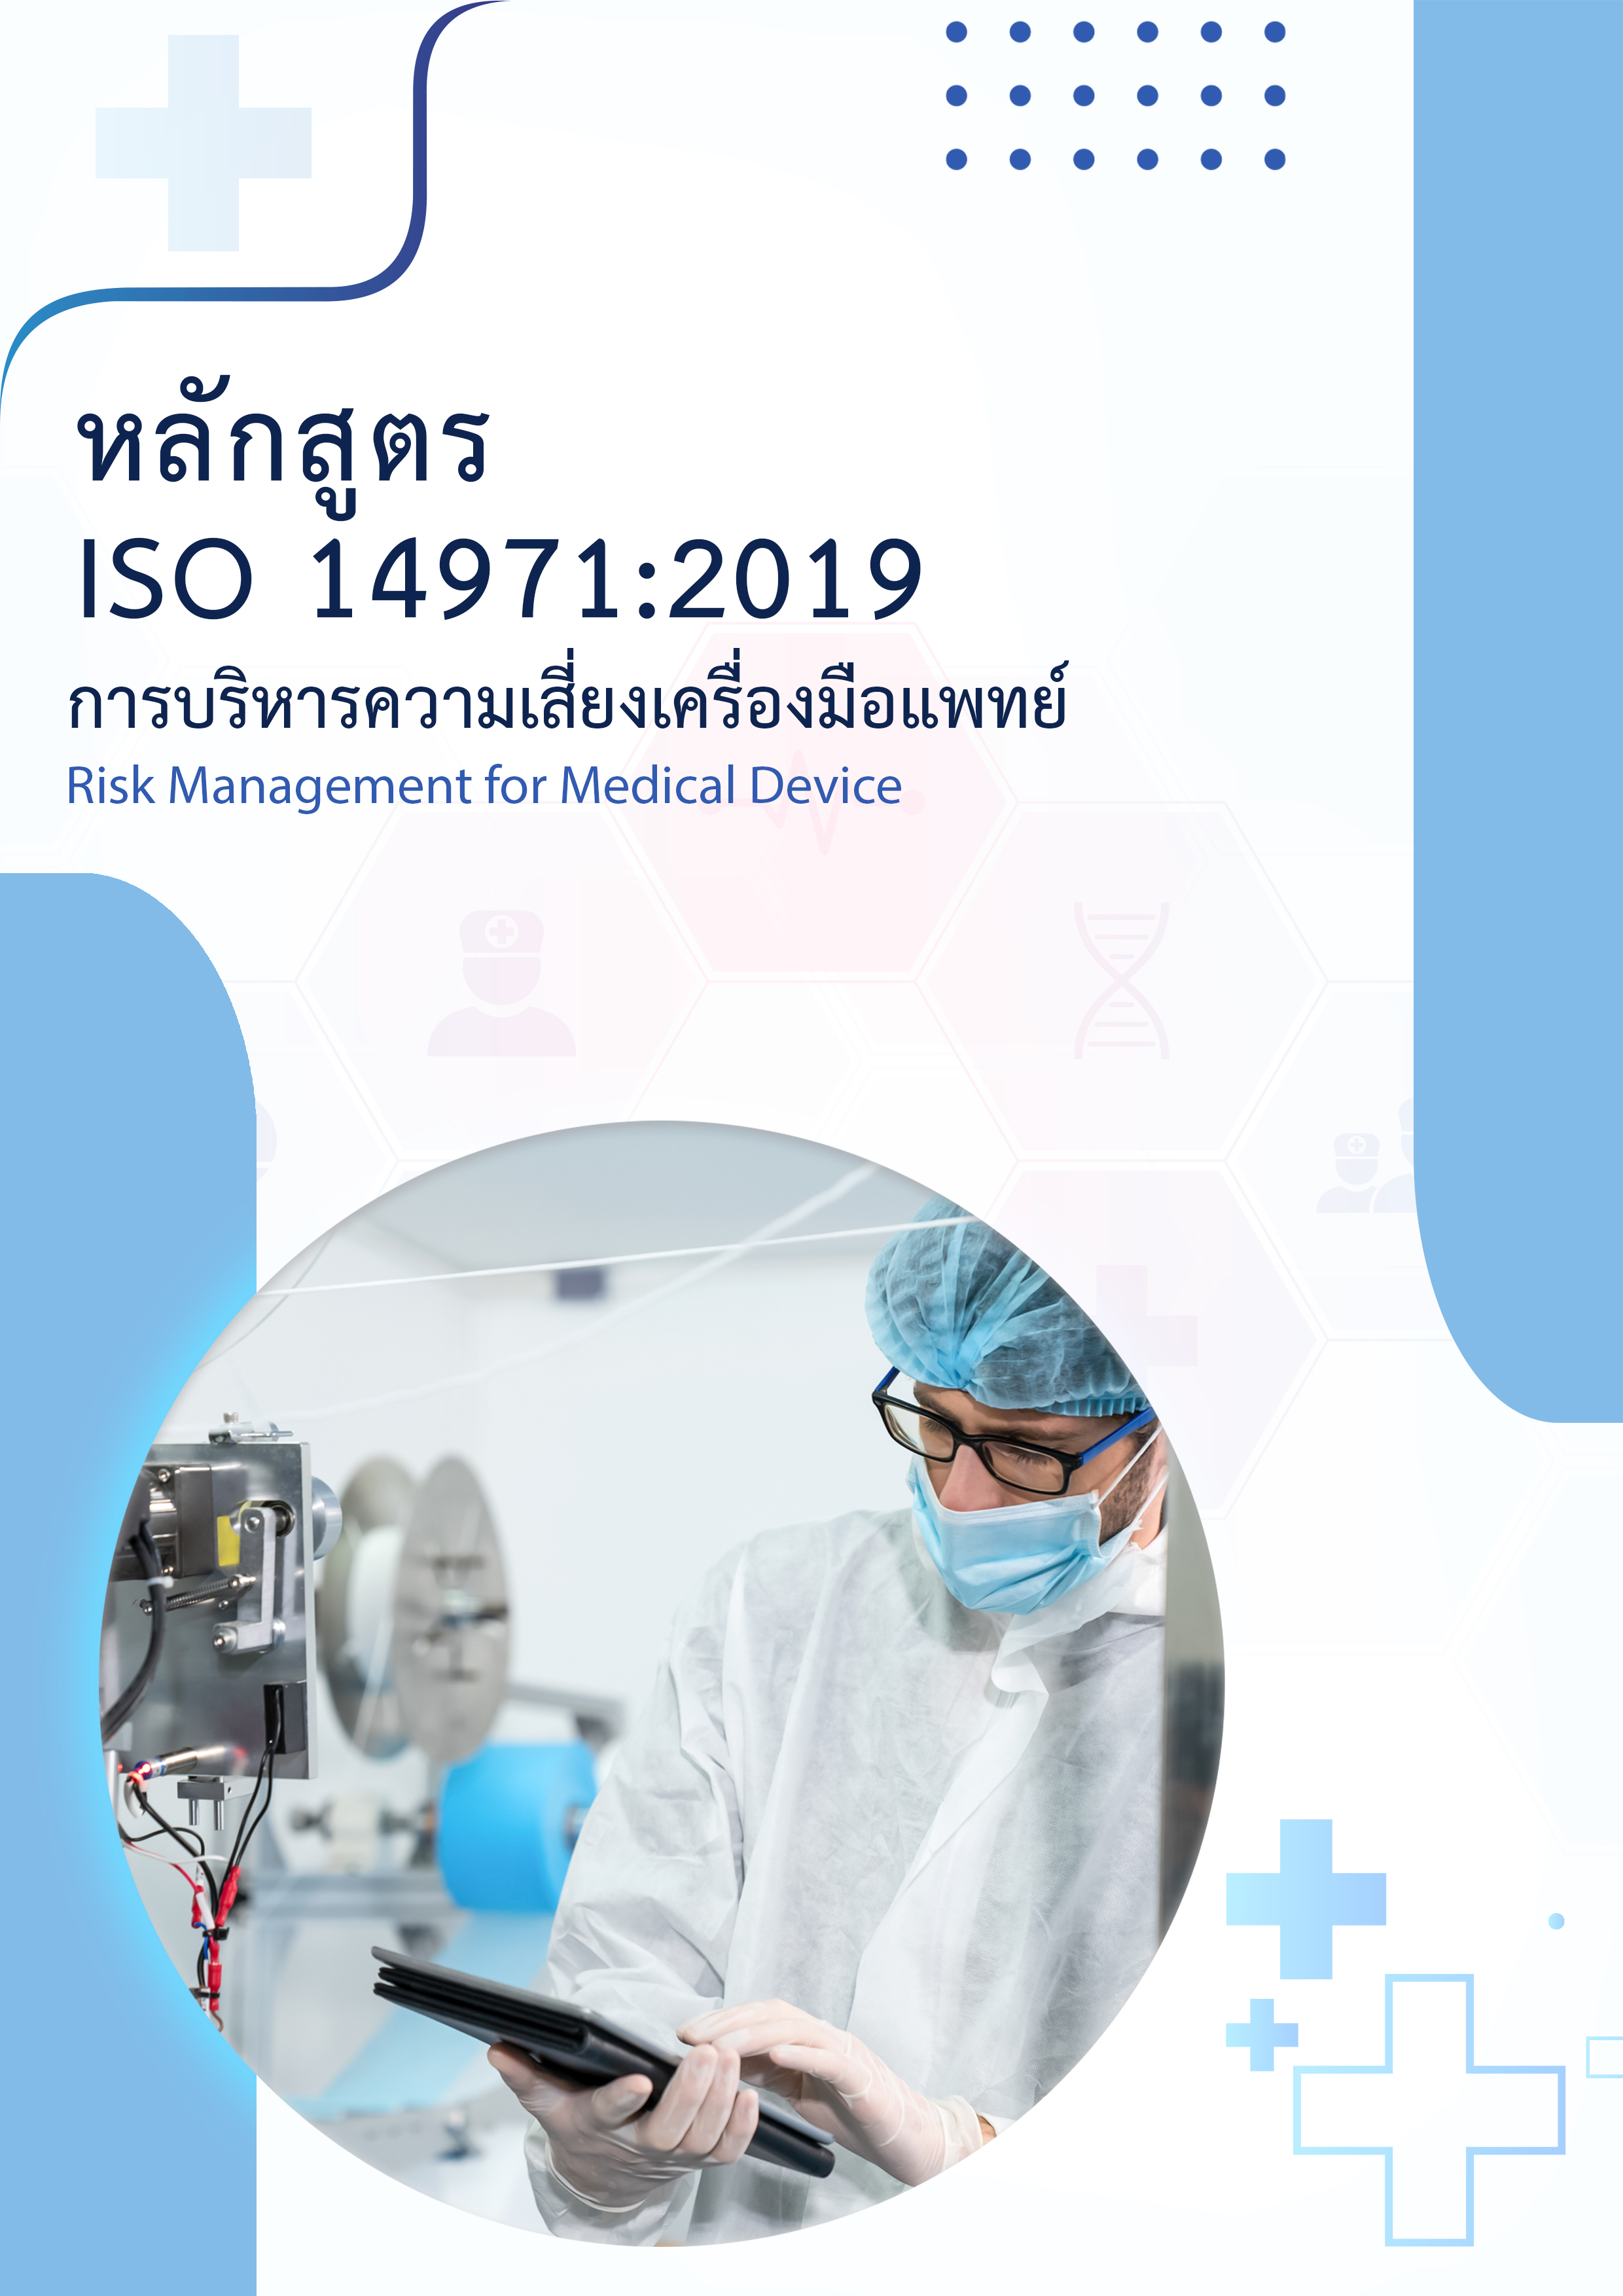 หลักสูตร
ISO 14971:2019
การบริหารความเสี่ยงเครื่องมือแพทย์
Risk Management for Medical Device